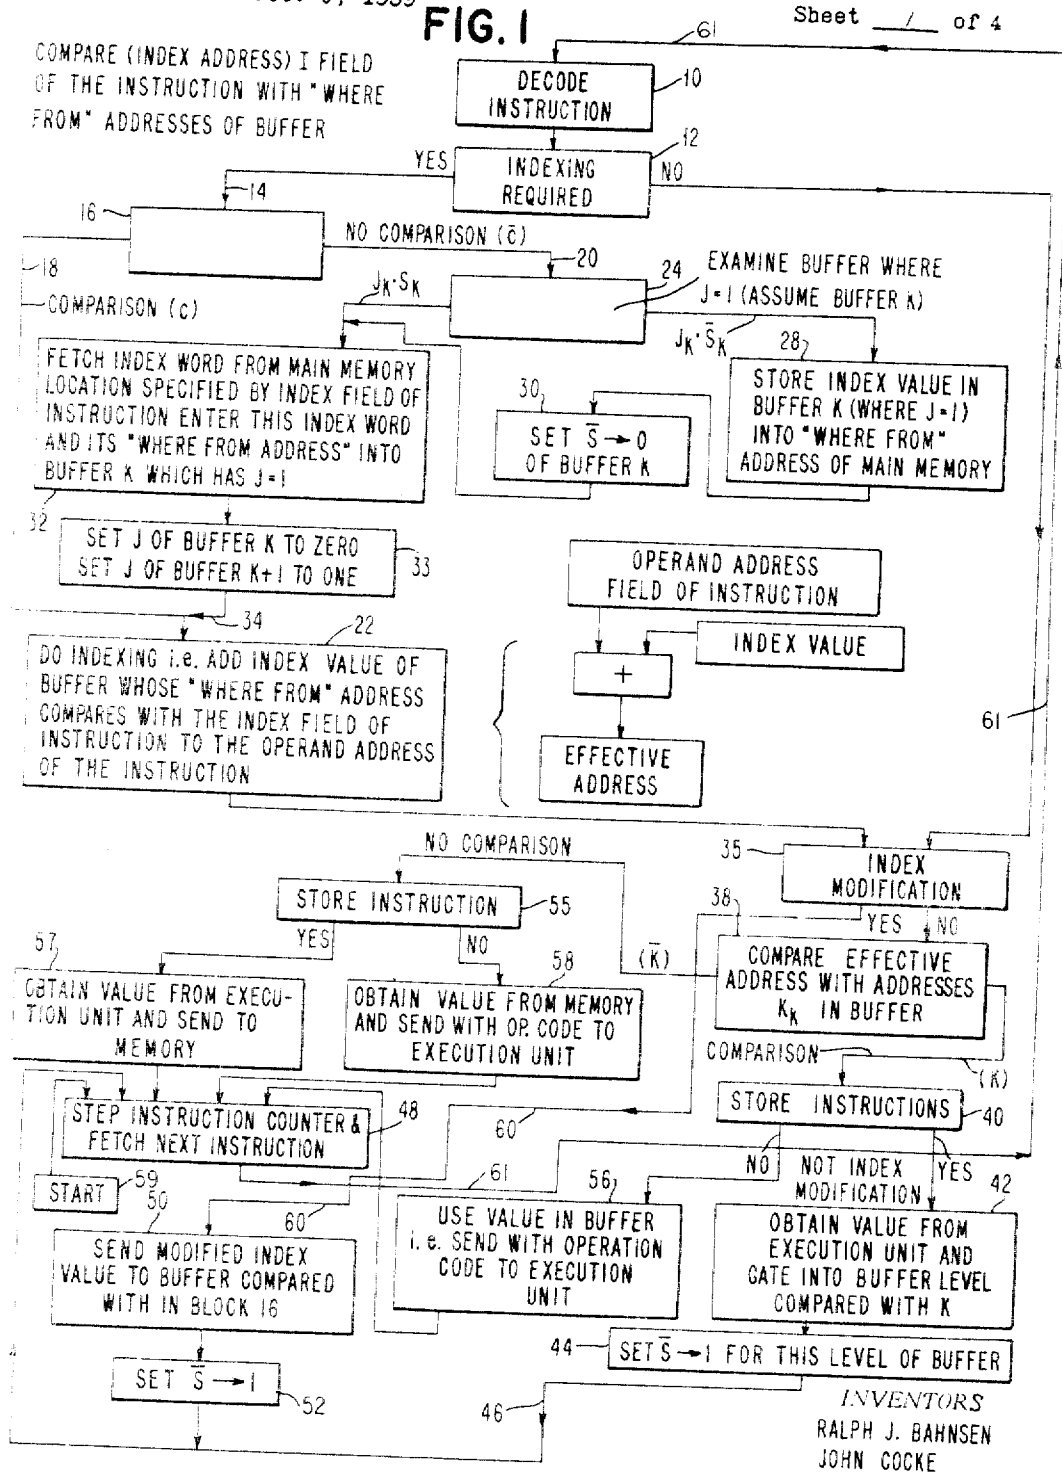 FIG. 1
Sheet 1 of 4
61
COMPARE (INDEX ADDRESS) I FIELD
OF THE INSTRUCTION WITH "WHERE
FROM" ADDRESSES OF BUFFER
DECODE
INSTRUCTION
10
12
YES
INDEXING
REQUIRED
NO
14
16
NO COMPARISON (c̄)
18
20
COMPARISON (c)
24
EXAMINE BUFFER WHERE
J=1 (ASSUME BUFFER K)
J_K·S_K
J_K·S̄_K
FETCH INDEX WORD FROM MAIN MEMORY
LOCATION SPECIFIED BY INDEX FIELD OF
INSTRUCTION ENTER THIS INDEX WORD
AND ITS "WHERE FROM ADDRESS" INTO
BUFFER K WHICH HAS J=1
30
SET S̄→0
OF BUFFER K
28
STORE INDEX VALUE IN
BUFFER K (WHERE J=1)
INTO "WHERE FROM"
ADDRESS OF MAIN MEMORY
32
SET J OF BUFFER K TO ZERO
SET J OF BUFFER K+1 TO ONE
33
OPERAND ADDRESS
FIELD OF INSTRUCTION
34
22
INDEX VALUE
DO INDEXING i.e. ADD INDEX VALUE OF
BUFFER WHOSE "WHERE FROM" ADDRESS
COMPARES WITH THE INDEX FIELD OF
INSTRUCTION TO THE OPERAND ADDRESS
OF THE INSTRUCTION
+
EFFECTIVE
ADDRESS
61
NO COMPARISON
35
INDEX
MODIFICATION
STORE INSTRUCTION
55
38
YES
NO
YES
NO
57
58
(K̄)
COMPARE EFFECTIVE
ADDRESS WITH ADDRESSES
K_K IN BUFFER
OBTAIN VALUE FROM EXECU-
TION UNIT AND SEND TO
MEMORY
OBTAIN VALUE FROM MEMORY
AND SEND WITH OP. CODE TO
EXECUTION UNIT
COMPARISON
(K)
STEP INSTRUCTION COUNTER &
FETCH NEXT INSTRUCTION
48
60
STORE INSTRUCTIONS
40
START
59
50
60
61
56
NO
NOT INDEX
MODIFICATION
YES
42
SEND MODIFIED INDEX
VALUE TO BUFFER COMPARED
WITH IN BLOCK 16
USE VALUE IN BUFFER
i.e. SEND WITH OPERATION
CODE TO EXECUTION
UNIT
OBTAIN VALUE FROM
EXECUTION UNIT AND
GATE INTO BUFFER LEVEL
COMPARED WITH K
44
SET S̄→1 FOR THIS LEVEL OF BUFFER
SET S̄→1
52
46
INVENTORS
RALPH J. BAHNSEN
JOHN COCKE